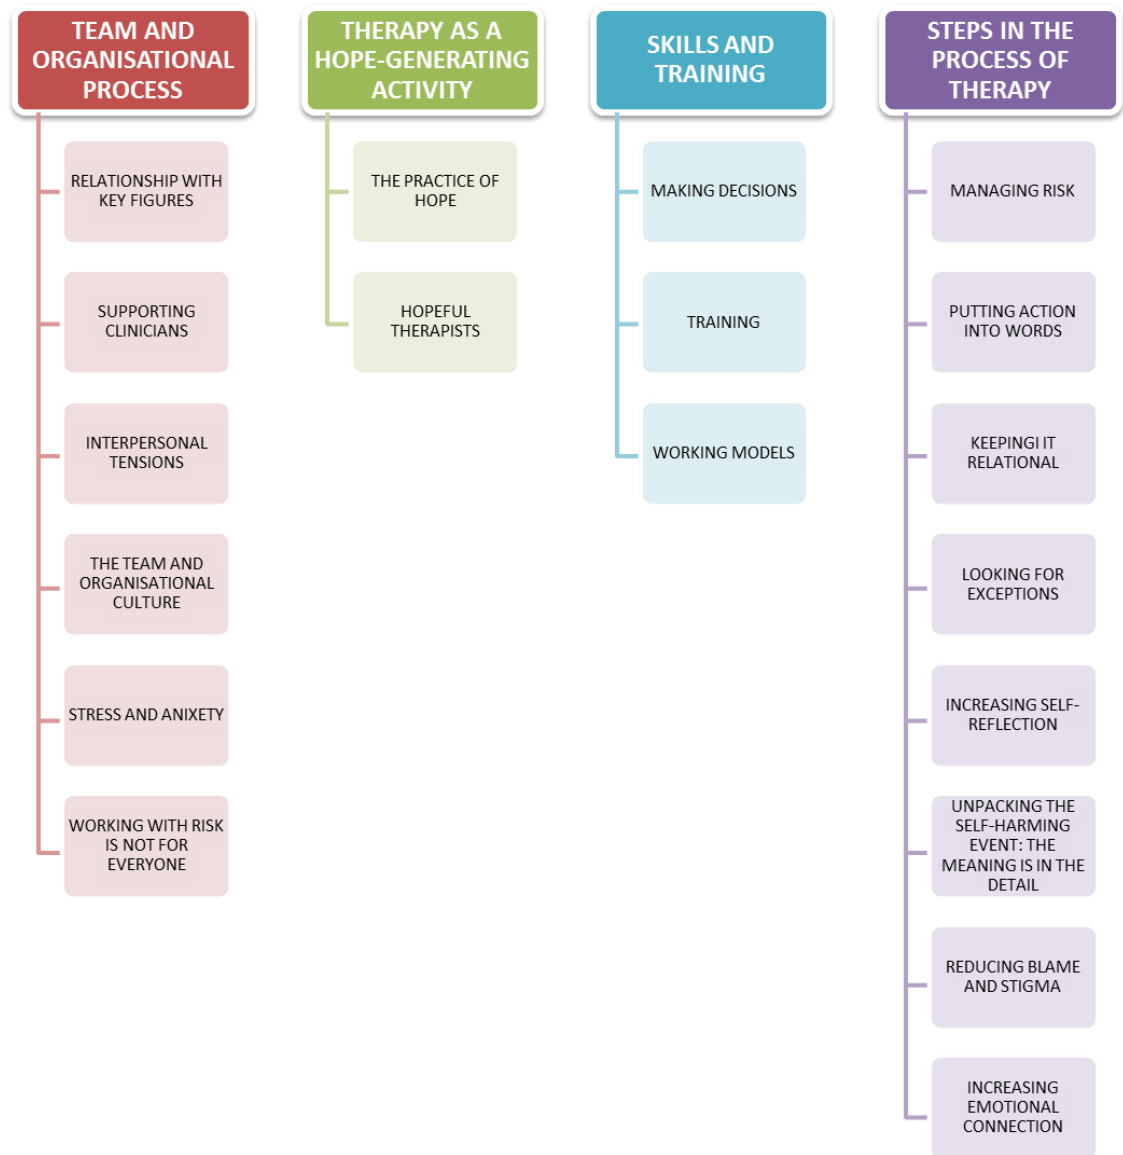 TEAM AND
ORGANISATIONAL
PROCESS
RELATIONSHIP WITH
KEY FIGURES
SUPPORTING
CLINICIANS
INTERPERSONAL
TENSIONS
THE TEAM AND
ORGANISATIONAL
CULTURE
STRESS AND ANIXETY
WORKING WITH RISK
IS NOT FOR
EVERYONE
THERAPY AS A
HOPE-GENERATING
ACTIVITY
THE PRACTICE OF
HOPE
HOPEFUL
THERAPISTS
SKILLS AND
TRAINING
MAKING DECISIONS
TRAINING
WORKING MODELS
STEPS IN THE
PROCESS OF
THERAPY
MANAGING RISK
PUTTING ACTION
INTO WORDS
KEEPINGI IT
RELATIONAL
LOOKING FOR
EXCEPTIONS
INCREASING SELF-
REFLECTION
UNPACKING THE
SELF-HARMING
EVENT: THE
MEANING IS IN THE
DETAIL
REDUCING BLAME
AND STIGMA
INCREASING
EMOTIONAL
CONNECTION